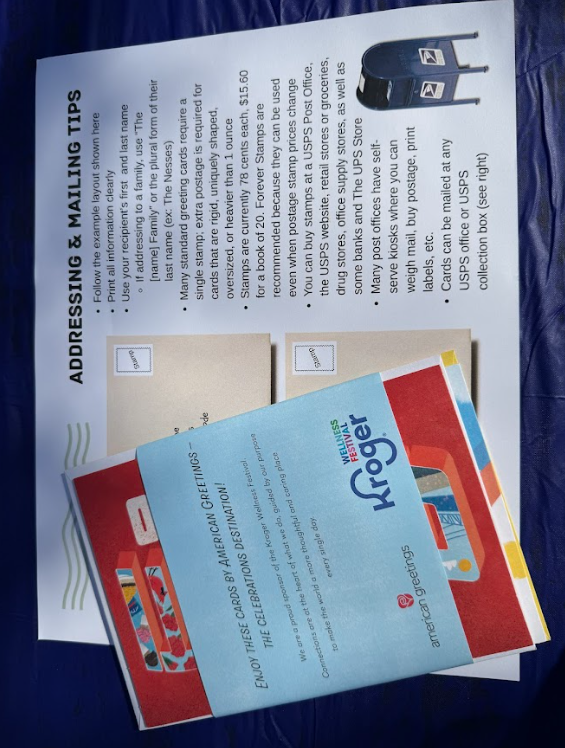 ADDRESSING & MAILING TIPS
• Follow the example layout shown here
• Print all information clearly
• Use your recipient's first and last name
◦ If addressing to a family, use "The
[name] Family" or the plural form of their
last name (ex: The Nesses)
• Many standard greeting cards require a
single stamp; extra postage is required for
cards that are rigid, uniquely shaped,
oversized, or heavier than 1 ounce
• Stamps are currently 78 cents each, $15.60
for a book of 20. Forever Stamps are
recommended because they can be used
even when postage stamp prices change
• You can buy stamps at a USPS Post Office,
the USPS website, retail stores or groceries,
drug stores, office supply stores, as well as
some banks and The UPS Store
• Many post offices have self-
serve kiosks where you can
weigh mail, buy postage, print
labels, etc.
• Cards can be mailed at any
USPS office or USPS
collection box (see right)
Stamp
Stamp
ENJOY THESE CARDS BY AMERICAN GREETINGS —
THE CELEBRATIONS DESTINATION!
We are a proud sponsor of the Kroger Wellness Festival
Connections are at the heart of what we do, guided by our purpose
to make the world a more thoughtful and caring place
every single day.
american greetings
Kroger
WELLNESS
FESTIVAL